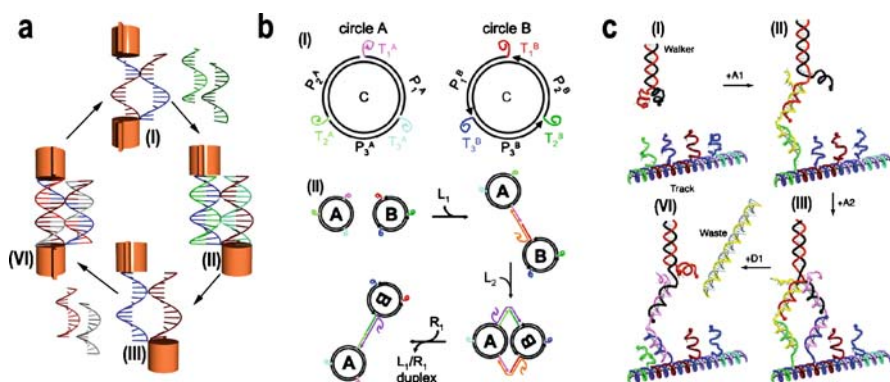 a
(I)
(II)
(III)
(VI)
b
circle A
circle B
(I)
T₁ᴬ
P₂ᴬ
P₁ᴬ
C
T₂ᴬ
T₃ᴬ
P₃ᴬ
T₁ᴮ
P₁ᴮ
P₂ᴮ
C
T₃ᴮ
T₂ᴮ
P₃ᴮ
(II)
A
B
L₁
A
B
L₂
A
B
R₁
L₁/R₁
duplex
A
B
c
(I)
Walker
+A1
(II)
Track
+A2
(VI)
Waste
(III)
+D1